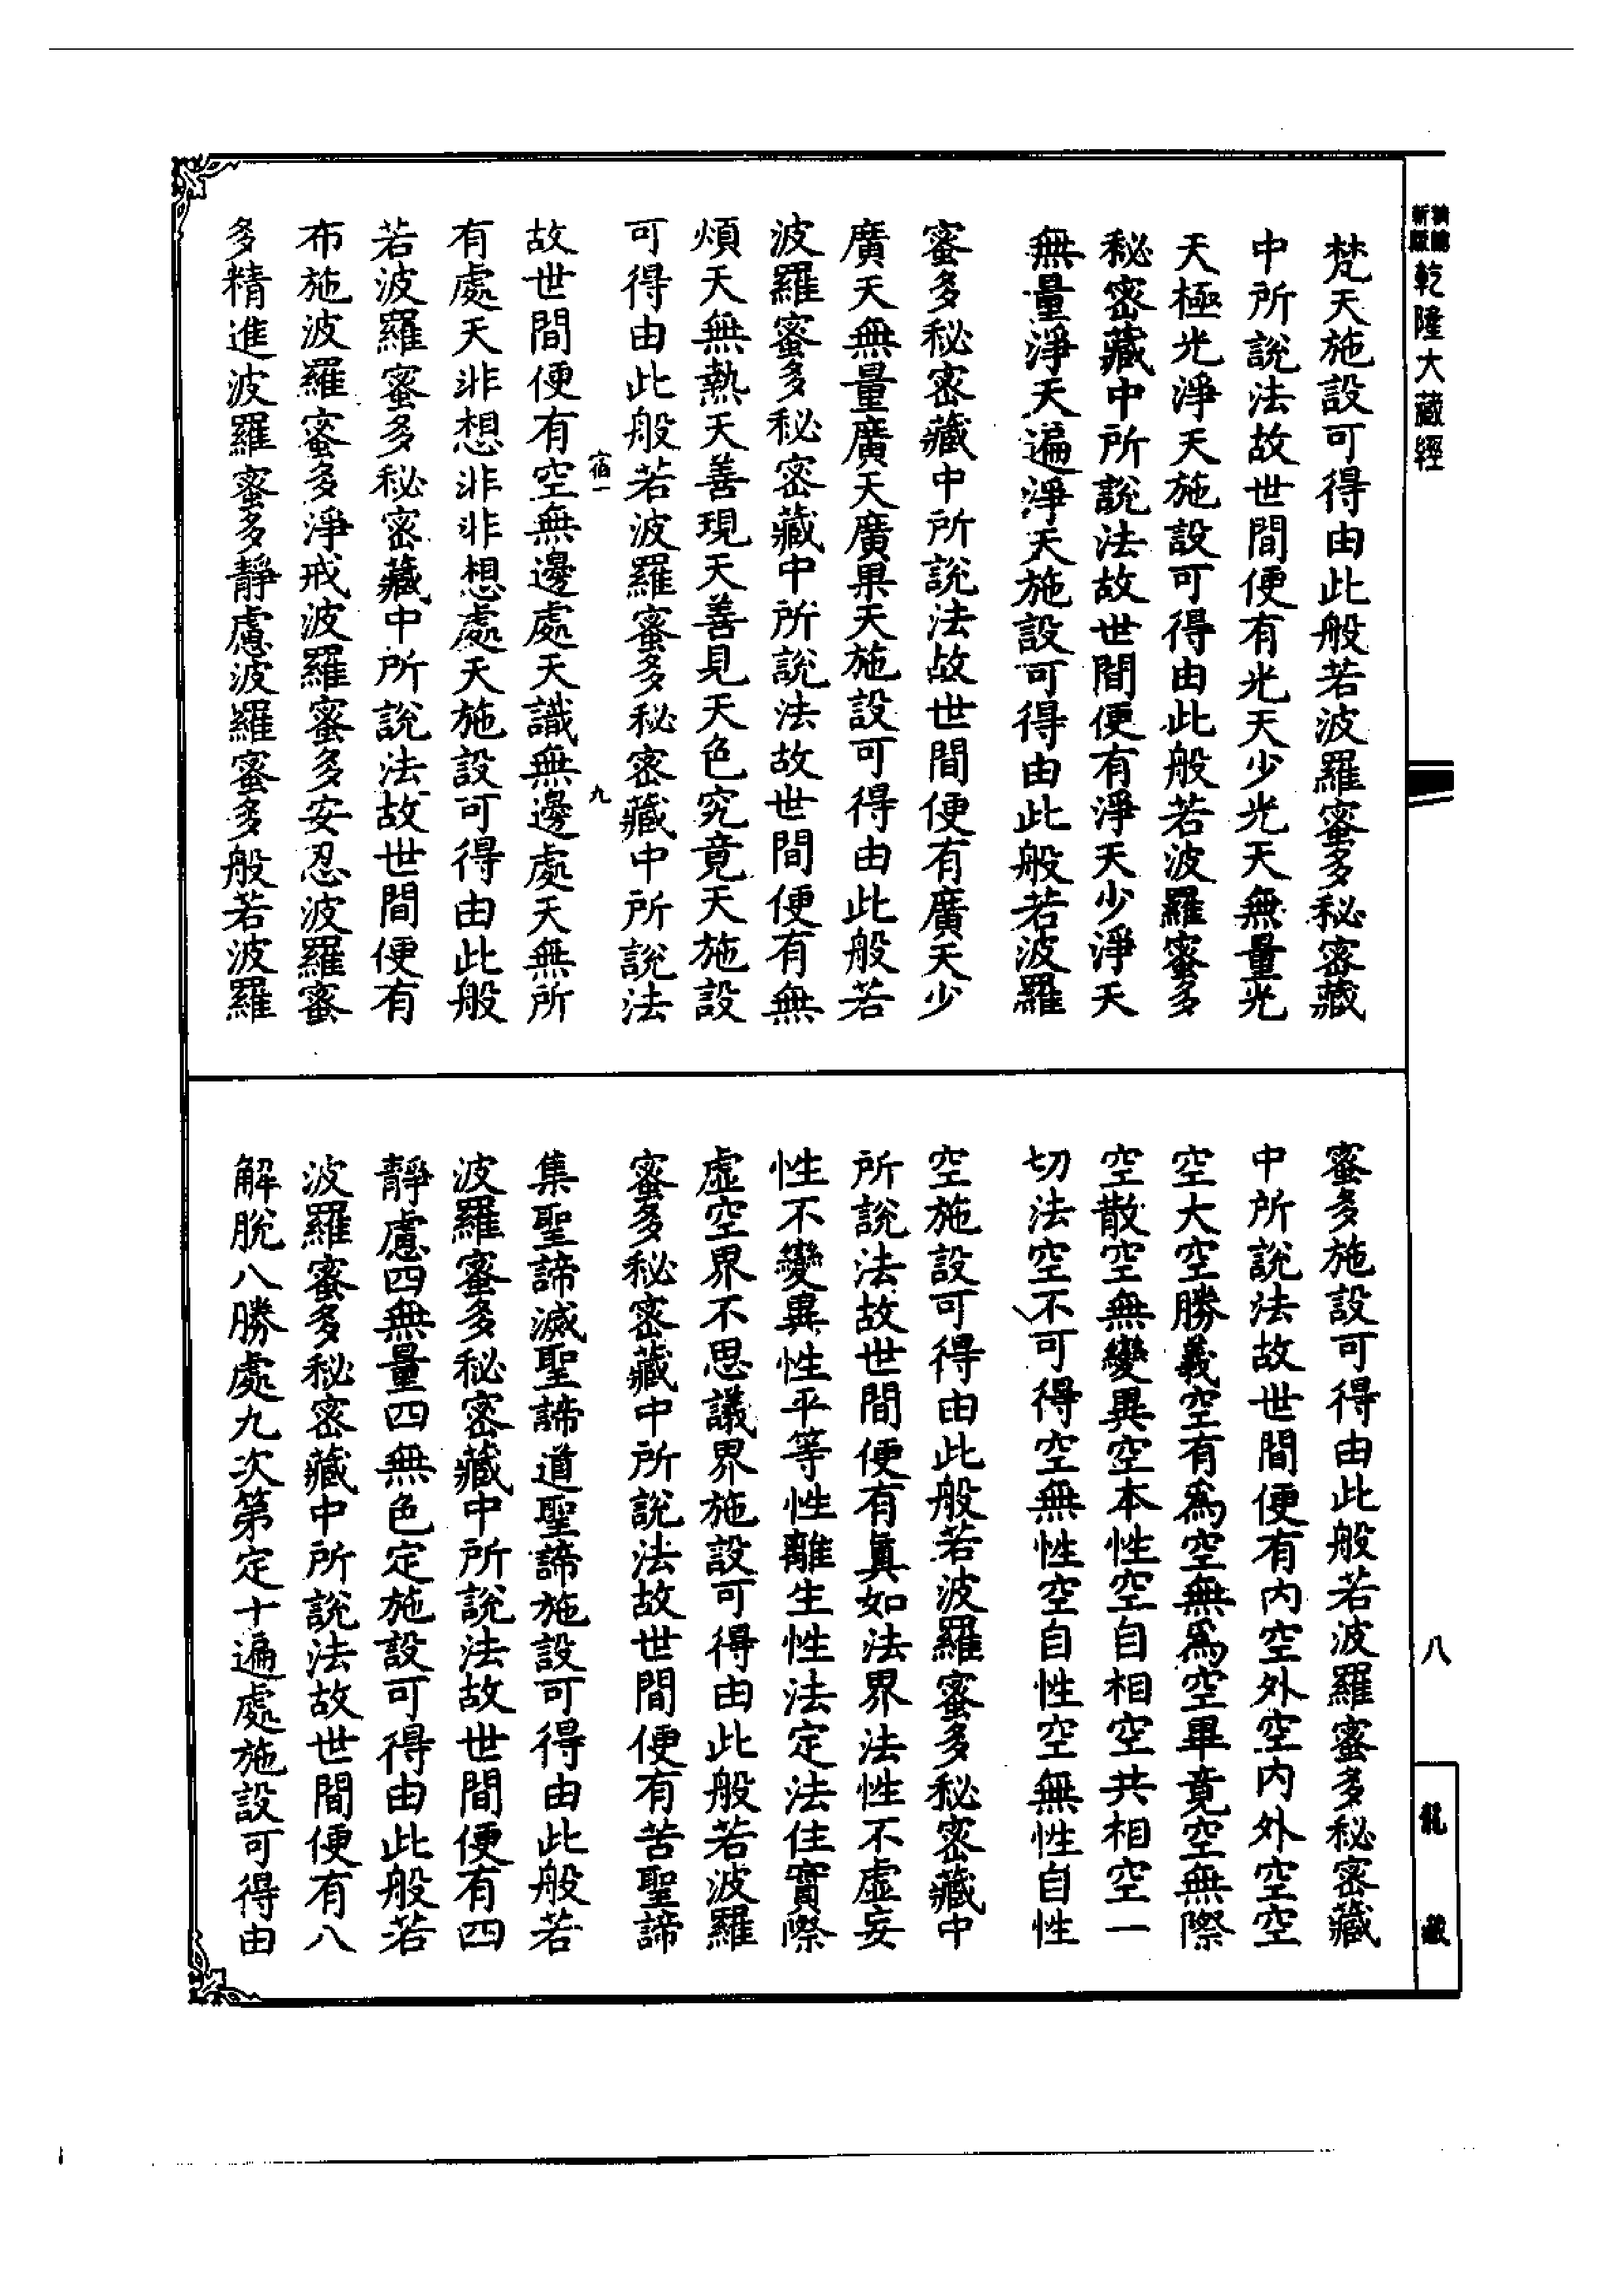 乾隆大藏經
梵天施設可得由此般若波羅蜜多秘密藏
中所說法故世間便有光天少光天無量光
天極光淨天施設可得由此般若波羅蜜多
秘密藏中所說法故世間便有淨天少淨天
無量淨天遍淨天施設可得由此般若波羅
蜜多秘密藏中所說法故世間便有廣天少
廣天無量廣天廣果天施設可得由此般若
波羅蜜多秘密藏中所說法故世間便有無
煩天無熱天善現天善見天色究竟天施設
可得由此般若波羅蜜多秘密藏中所說法
宿一 九
故世間便有空無邊處天識無邊處天無所
有處天非想非非想處天施設可得由此般
若波羅蜜多秘密藏中所說法故世間便有
布施波羅蜜多淨戒波羅蜜多安忍波羅蜜
多精進波羅蜜多靜慮波羅蜜多般若波羅
蜜多施設可得由此般若波羅蜜多秘密藏
中所說法故世間便有內空外空內外空空
空大空勝義空有為空無為空畢竟空無際
空散空無變異空本性空自相空共相空一
切法空不可得空無性空自性空無性自性
空施設可得由此般若波羅蜜多秘密藏中
所說法故世間便有真如法界法性不虛妄
性不變異性平等性離生性法定法住實際
虛空界不思議界施設可得由此般若波羅
蜜多秘密藏中所說法故世間便有苦聖諦
集聖諦滅聖諦道聖諦施設可得由此般若
波羅蜜多秘密藏中所說法故世間便有四
靜慮四無量四無色定施設可得由此般若
波羅蜜多秘密藏中所說法故世間便有八
解脫八勝處九次第定十遍處施設可得由
八
龍藏